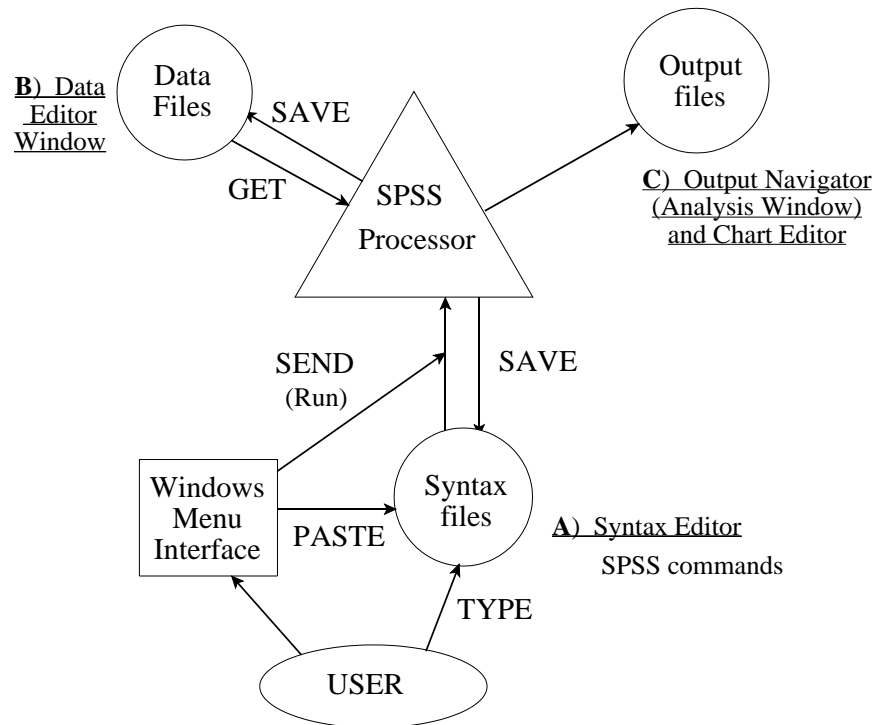 Data
Files
B) Data
Editor
Window
SAVE
GET
Output
files
SPSS
Processor
C) Output Navigator
(Analysis Window)
and Chart Editor
SEND
(Run)
SAVE
Windows
Menu
Interface
PASTE
Syntax
files
A) Syntax Editor
SPSS commands
TYPE
USER